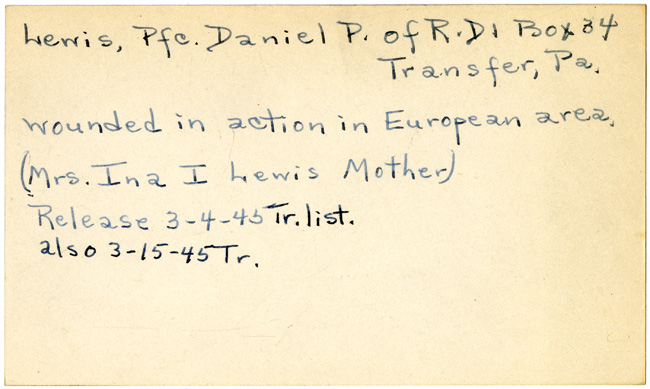 Lewis, Pfc. Daniel P. of R.D1 Box 34
Transfer, Pa.
wounded in action in European area.
(Mrs. Ina I Lewis Mother)
Release 3-4-45 Tr. list.
also 3-15-45 Tr.